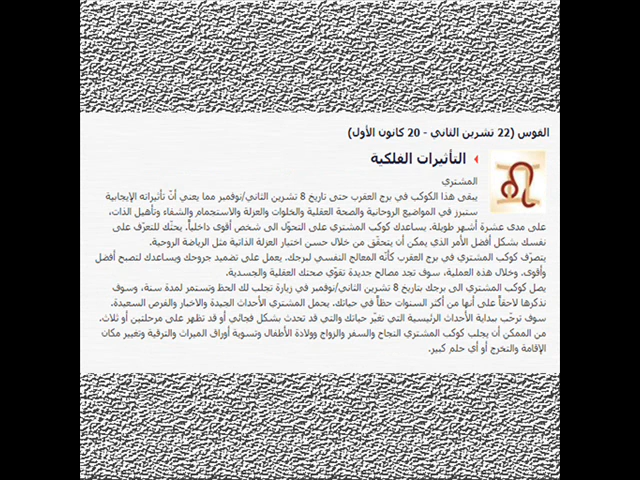 القوس (22 تشرين الثاني - 20 كانون الأول)
التأثيرات الفلكية
المشتري
يبقى هذا الكوكب في برج العقرب حتى تاريخ 8 تشرين الثاني/نوفمبر مما يعني أنّ تأثيراته الإيجابية
ستبرز في المواضيع الروحانية والصحة العقلية والخلوات والعزلة والاستجمام والشفاء وتأهيل الذات،
على مدى عشرة أشهر طويلة. يساعدك كوكب المشتري على التحوّل الى شخص أقوى داخلياً. يحثّك للتعرّف على
نفسك بشكل أفضل الأمر الذي يمكن أن يتحقّق من خلال حسن اختيار العزلة الذاتية مثل الرياضة الروحية.
يتصرّف كوكب المشتري في برج العقرب كأنّه المعالج النفسي لبرجك. يعمل على تضميد جروحك ويساعدك لتصبح أفضل
وأقوى. وخلال هذه العملية، سوف تجد مصالح جديدة تقوّي صحتك العقلية والجسدية.
يصل كوكب المشتري الى برجك بتاريخ 8 تشرين الثاني/نوفمبر في زيارة تجلب لك الحظ وتستمر لمدة سنة، وسوف
تذكرها لاحقاً على أنها من أكثر السنوات حظاً في حياتك. يحمل المشتري الأحداث الجيدة والاخبار والفرص السعيدة.
سوف ترحّب ببداية الأحداث الرئيسية التي تغيّر حياتك والتي قد تحدث بشكل فجائي أو قد تظهر على مرحلتين أو ثلاث.
من الممكن أن يجلب كوكب المشتري النجاح والسفر والزواج وولادة الأطفال وتسوية أوراق الميراث والترقية وتغيير مكان
الإقامة والتخرج أو أي حلم كبير.